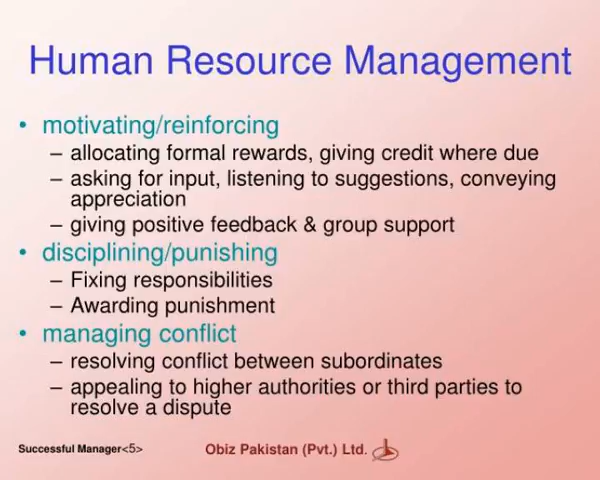 Human Resource Management
• motivating/reinforcing
– allocating formal rewards, giving credit where due
– asking for input, listening to suggestions, conveying
appreciation
– giving positive feedback & group support
• disciplining/punishing
– Fixing responsibilities
– Awarding punishment
• managing conflict
– resolving conflict between subordinates
– appealing to higher authorities or third parties to
resolve a dispute
Successful Manager<5>
Obiz Pakistan (Pvt.) Ltd.